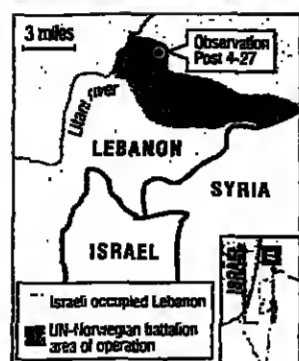 3 miles
Observation
Post 4-27
Litani river
LEBANON
SYRIA
ISRAEL
ISRAEL
Israeli occupied Lebanon
UN-Norwegian battalion
area of operation